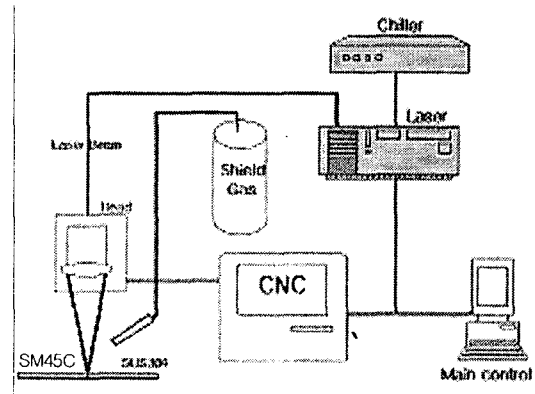 Chiller
Laser
Laser Beam
Shield
Gas
Head
CNC
SM45C
SUS304
Main control